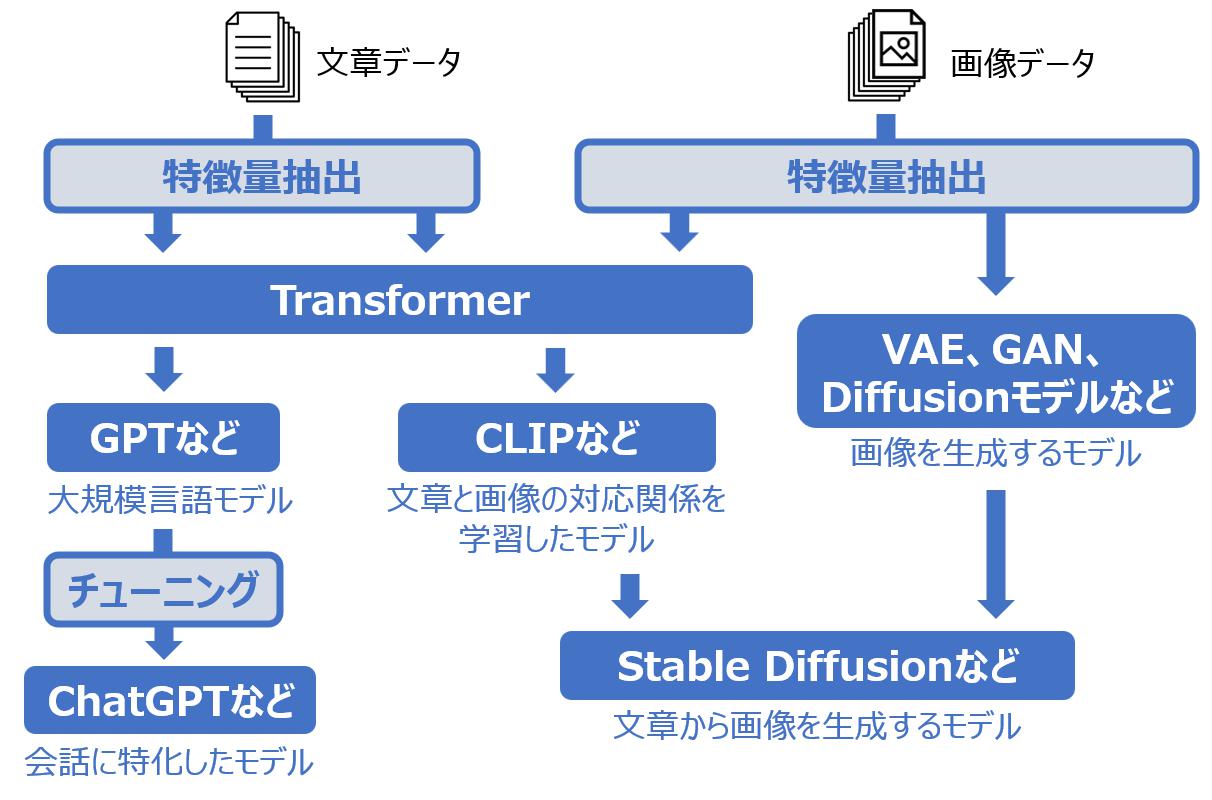 文章データ
画像データ
特徴量抽出
特徴量抽出
Transformer
VAE、GAN、
Diffusionモデルなど
画像を生成するモデル
GPTなど
大規模言語モデル
CLIPなど
文章と画像の対応関係を
学習したモデル
チューニング
ChatGPTなど
会話に特化したモデル
Stable Diffusionなど
文章から画像を生成するモデル